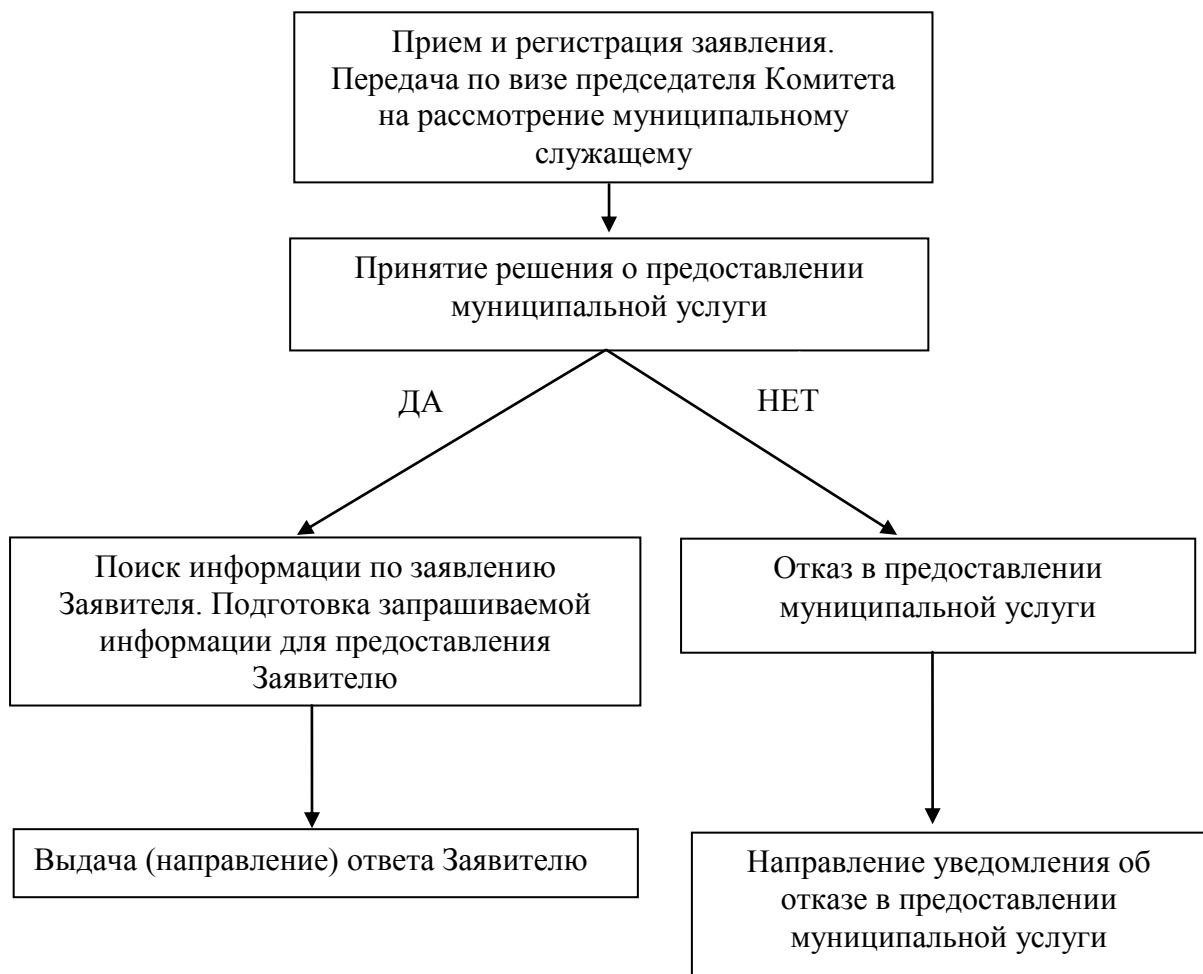 Прием и регистрация заявления.
Передача по визе председателя Комитета
на рассмотрение муниципальному
служащему
Принятие решения о предоставлении
муниципальной услуги
ДА
НЕТ
Поиск информации по заявлению
Заявителя. Подготовка запрашиваемой
информации для предоставления
Заявителю
Отказ в предоставлении
муниципальной услуги
Выдача (направление) ответа Заявителю
Направление уведомления об
отказе в предоставлении
муниципальной услуги